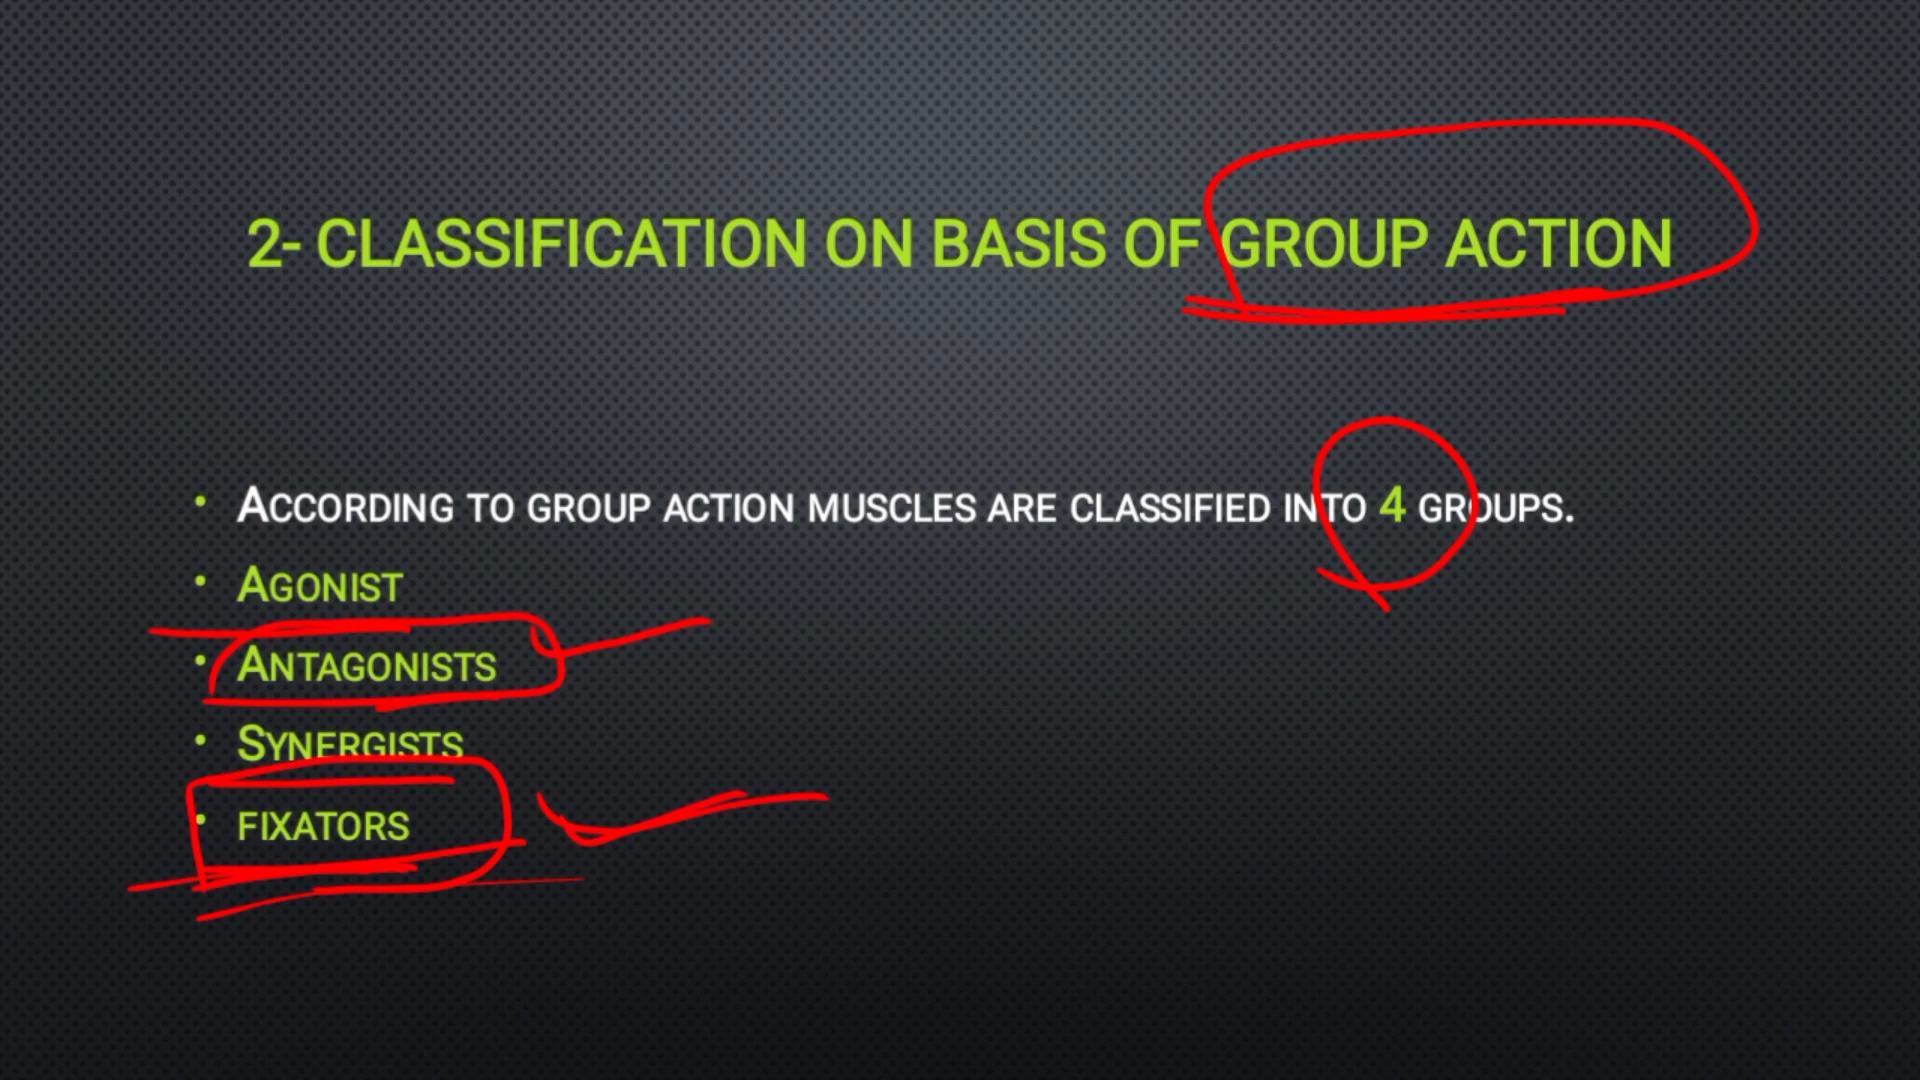 2- CLASSIFICATION ON BASIS OF GROUP ACTION
• ACCORDING TO GROUP ACTION MUSCLES ARE CLASSIFIED INTO 4 GROUPS.
• AGONIST
• ANTAGONISTS
• SYNERGISTS
• FIXATORS